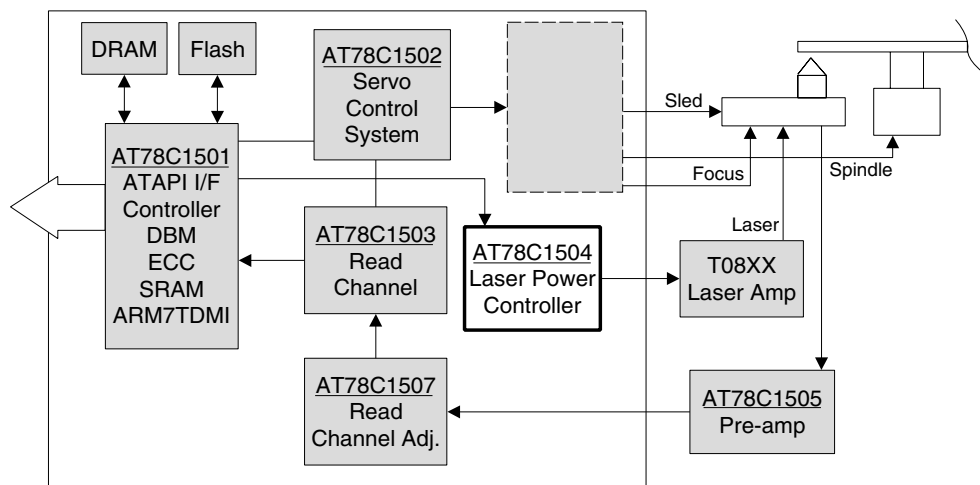 DRAM
Flash
AT78C1502
Servo
Control
System
Sled
AT78C1501
ATAPI I/F
Controller
DBM
ECC
SRAM
ARM7TDMI
Focus
Spindle
AT78C1503
Read
Channel
AT78C1504
Laser Power
Controller
Laser
T08XX
Laser Amp
AT78C1507
Read
Channel Adj.
AT78C1505
Pre-amp